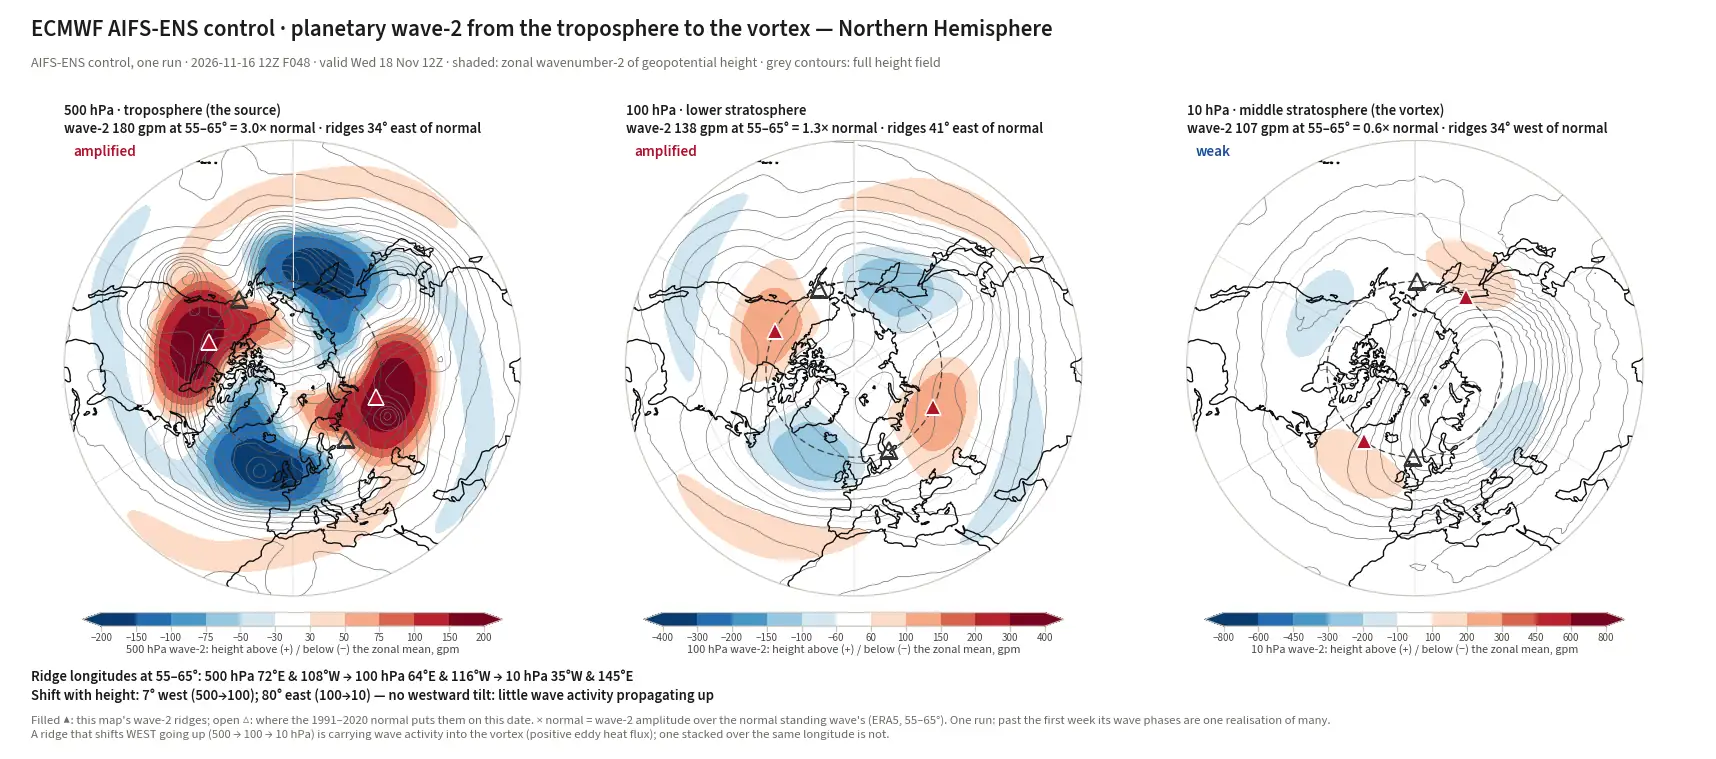 ECMWF AIFS-ENS control · planetary wave-2 from the troposphere to the vortex — Northern Hemisphere
AIFS-ENS control, one run · 2026-11-16 12Z F048 · valid Wed 18 Nov 12Z · shaded: zonal wavenumber-2 of geopotential height · grey contours: full height field
500 hPa · troposphere (the source)
wave-2 180 gpm at 55–65° = 3.0× normal · ridges 34° east of normal
amplified
100 hPa · lower stratosphere
wave-2 138 gpm at 55–65° = 1.3× normal · ridges 41° east of normal
amplified
10 hPa · middle stratosphere (the vortex)
wave-2 107 gpm at 55–65° = 0.6× normal · ridges 34° west of normal
weak
−200 −150 −100 −75 −50 −30 30 50 75 100 150 200
500 hPa wave-2: height above (+) / below (−) the zonal mean, gpm
−400 −300 −200 −150 −100 −60 60 100 150 200 300 400
100 hPa wave-2: height above (+) / below (−) the zonal mean, gpm
−800 −600 −450 −300 −200 −100 100 200 300 450 600 800
10 hPa wave-2: height above (+) / below (−) the zonal mean, gpm
Ridge longitudes at 55–65°: 500 hPa 72°E & 108°W → 100 hPa 64°E & 116°W → 10 hPa 35°W & 145°E
Shift with height: 7° west (500→100); 80° east (100→10) — no westward tilt: little wave activity propagating up
Filled ▲: this map's wave-2 ridges; open △: where the 1991–2020 normal puts them on this date. × normal = wave-2 amplitude over the normal standing wave's (ERA5, 55–65°). One run: past the first week its wave phases are one realisation of many.
A ridge that shifts WEST going up (500 → 100 → 10 hPa) is carrying wave activity into the vortex (positive eddy heat flux); one stacked over the same longitude is not.